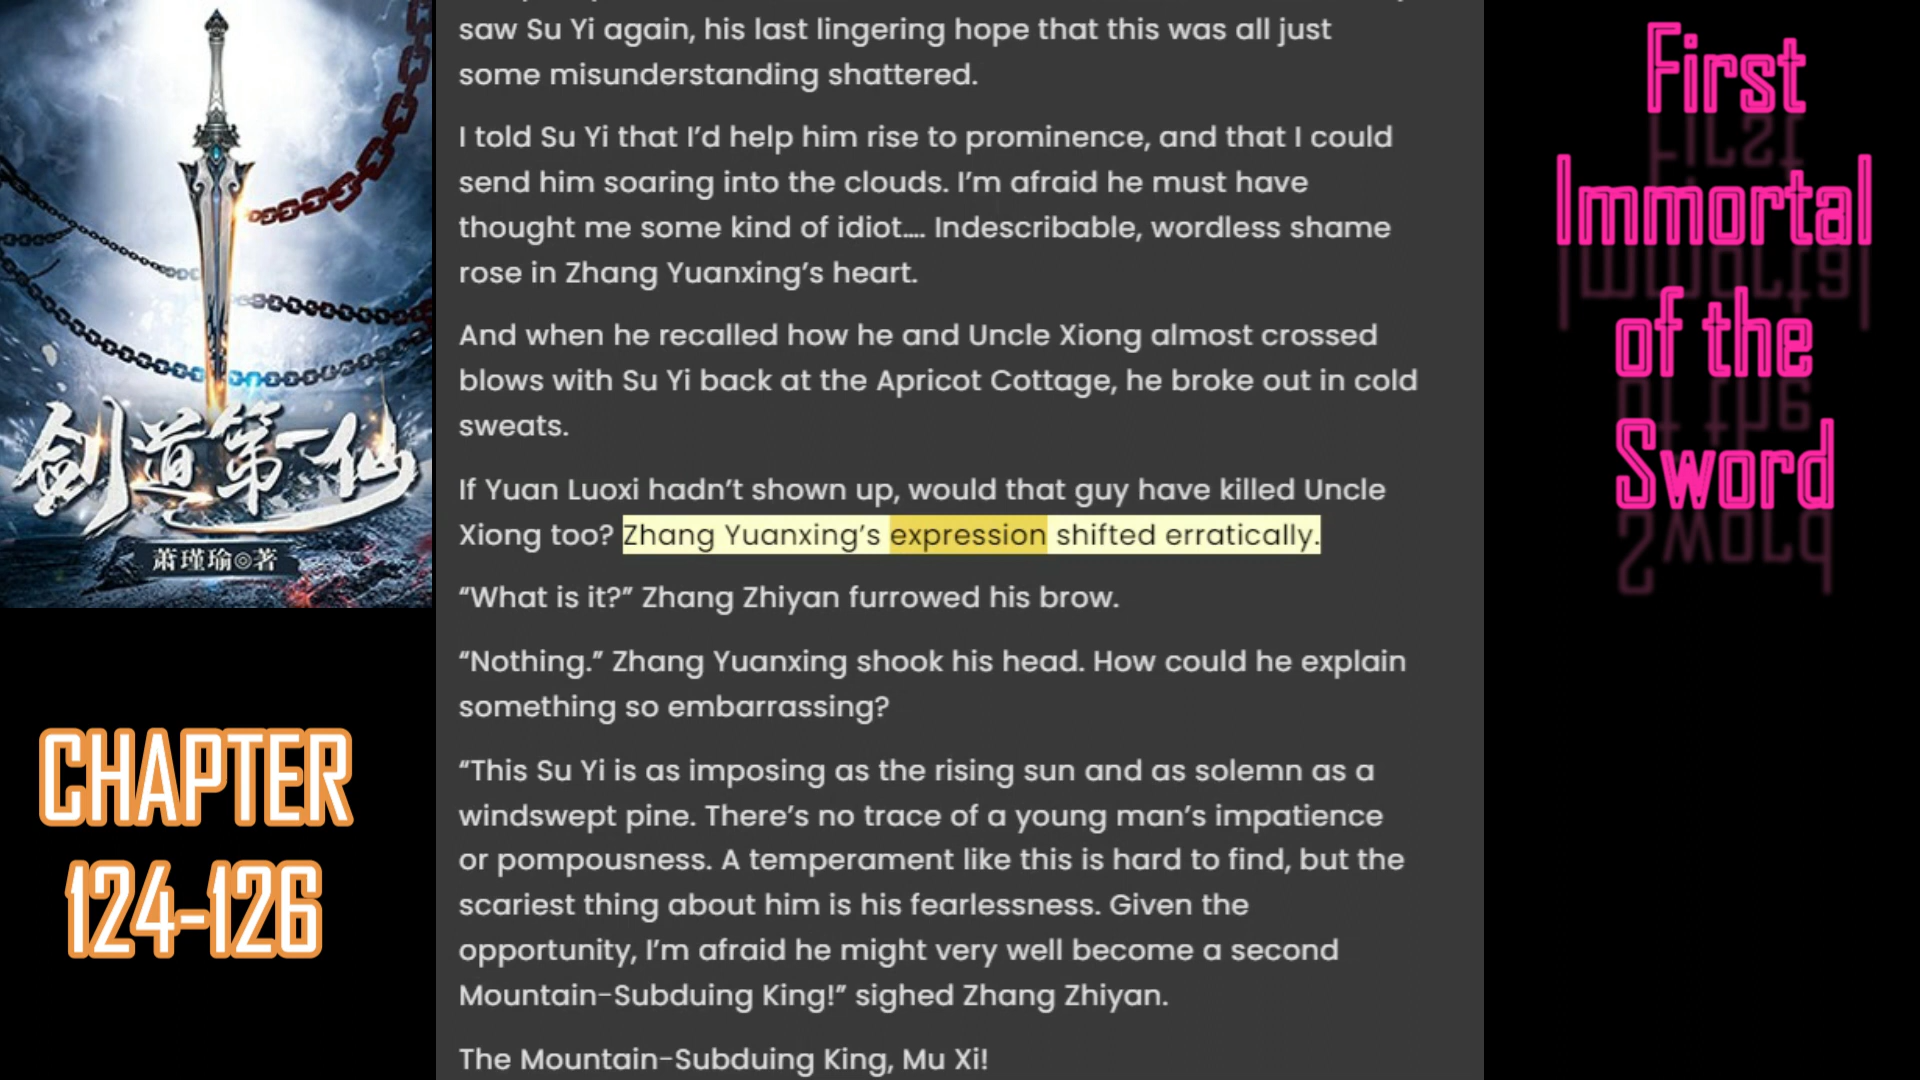 剑道第一仙
萧瑾瑜◎著
CHAPTER
124-126
saw Su Yi again, his last lingering hope that this was all just
some misunderstanding shattered.
I told Su Yi that I’d help him rise to prominence, and that I could
send him soaring into the clouds. I’m afraid he must have
thought me some kind of idiot…. Indescribable, wordless shame
rose in Zhang Yuanxing’s heart.
And when he recalled how he and Uncle Xiong almost crossed
blows with Su Yi back at the Apricot Cottage, he broke out in cold
sweats.
If Yuan Luoxi hadn’t shown up, would that guy have killed Uncle
Xiong too? Zhang Yuanxing’s expression shifted erratically.
“What is it?” Zhang Zhiyan furrowed his brow.
“Nothing.” Zhang Yuanxing shook his head. How could he explain
something so embarrassing?
“This Su Yi is as imposing as the rising sun and as solemn as a
windswept pine. There’s no trace of a young man’s impatience
or pompousness. A temperament like this is hard to find, but the
scariest thing about him is his fearlessness. Given the
opportunity, I’m afraid he might very well become a second
Mountain-Subduing King!” sighed Zhang Zhiyan.
The Mountain-Subduing King, Mu Xi!
First
Immortal
of the
Sword